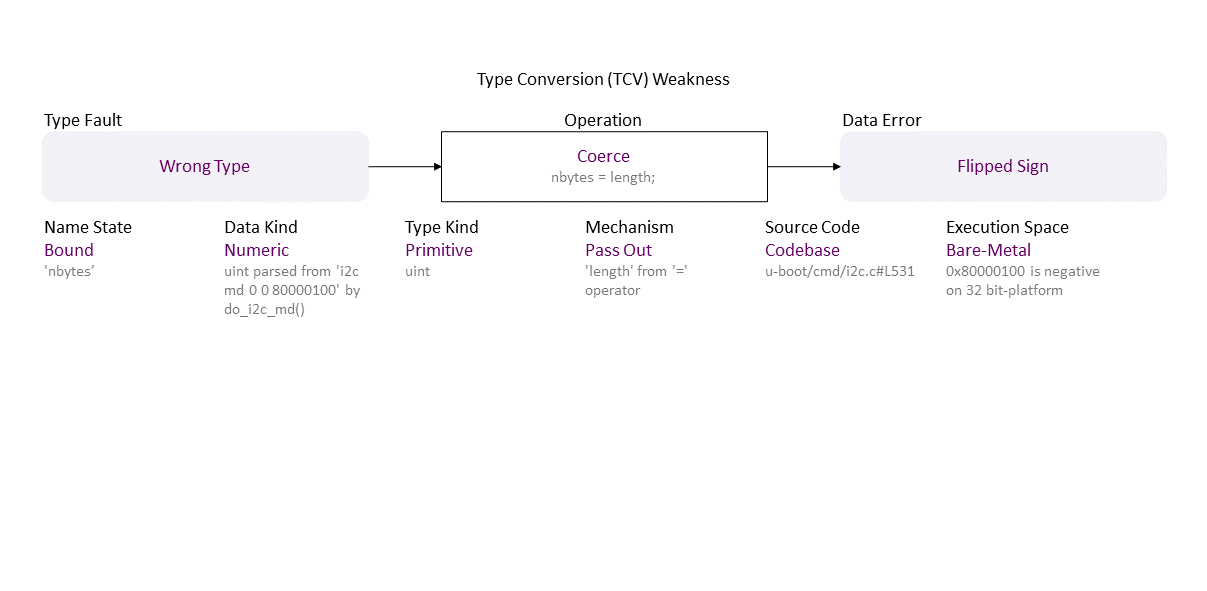 Type Conversion (TCV) Weakness
Type Fault
Operation
Data Error
Wrong Type
Coerce
nbytes = length;
Flipped Sign
Name State
Bound
'nbytes’
Data Kind
Numeric
uint parsed from 'i2c
md 0 0 80000100' by
do_i2c_md()
Type Kind
Primitive
uint
Mechanism
Pass Out
'length' from '='
operator
Source Code
Codebase
u-boot/cmd/i2c.c#L531
Execution Space
Bare-Metal
0x80000100 is negative
on 32 bit-platform